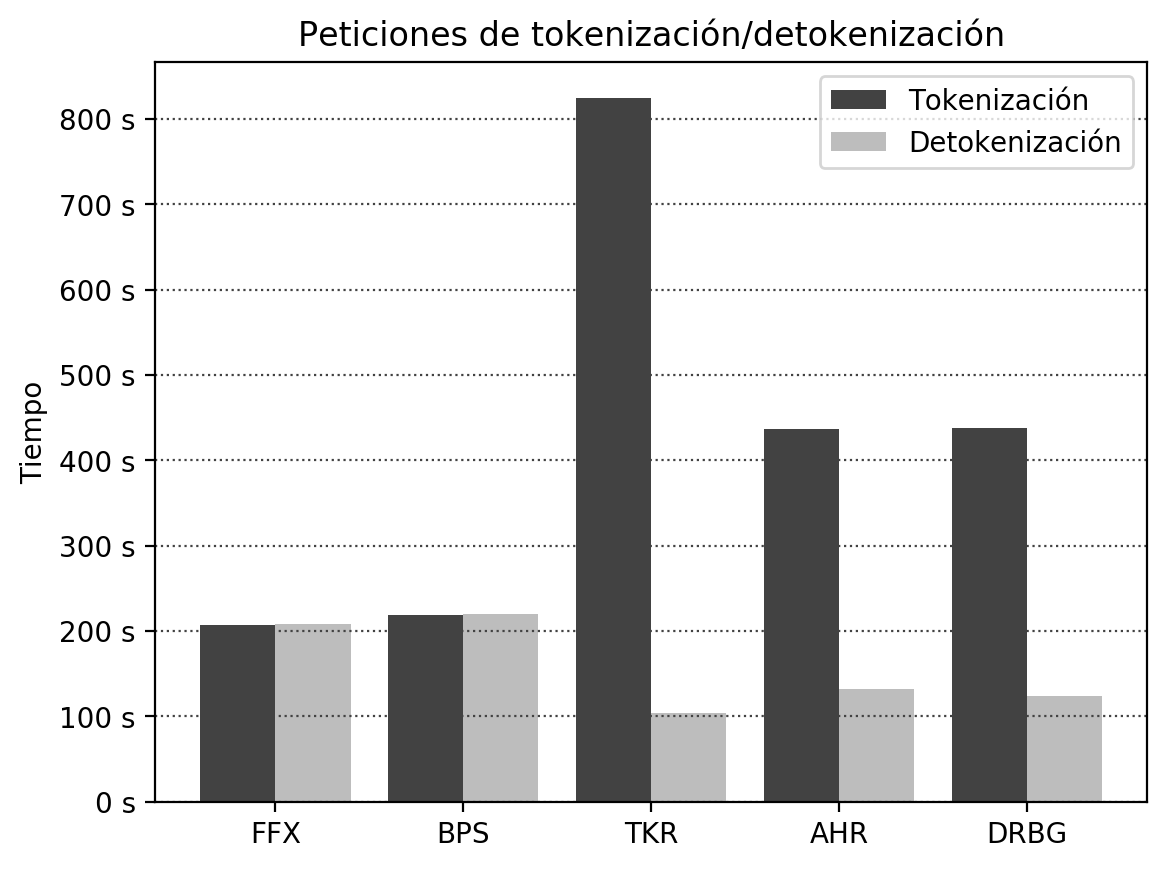 Peticiones de tokenización/detokenización
Tokenización
Detokenización
800 s
700 s
600 s
500 s
400 s
300 s
200 s
100 s
0 s
Tiempo
FFX BPS TKR AHR DRBG